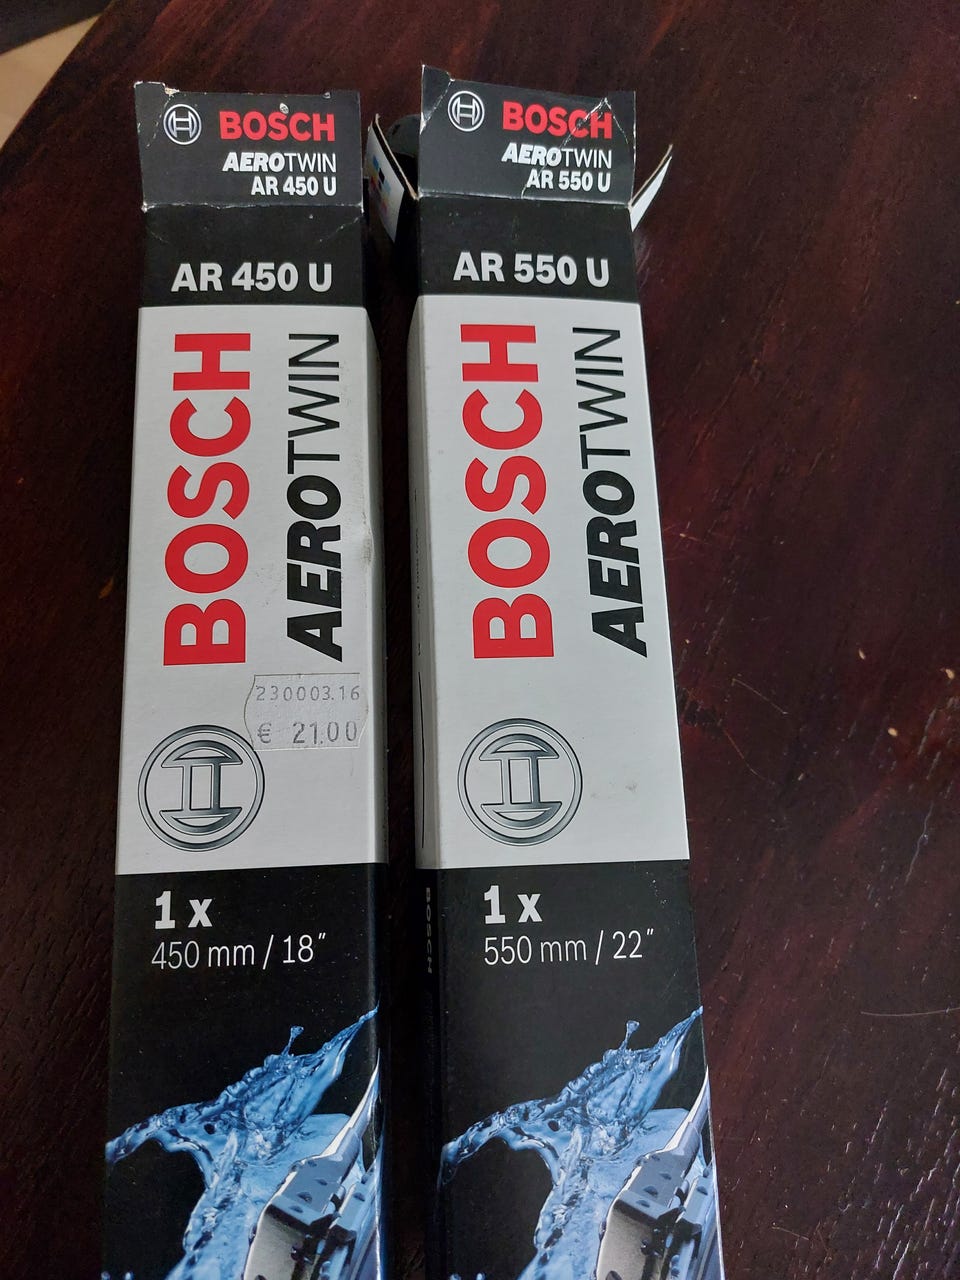 BOSCH
AEROTWIN
AR 450 U
AR 450 U
BOSCH
AEROTWIN
230003.16
€ 21.00
1 x
450 mm / 18"
BOSCH
AEROTWIN
AR 550 U
AR 550 U
BOSCH
AEROTWIN
1 x
550 mm / 22"
BOSCH